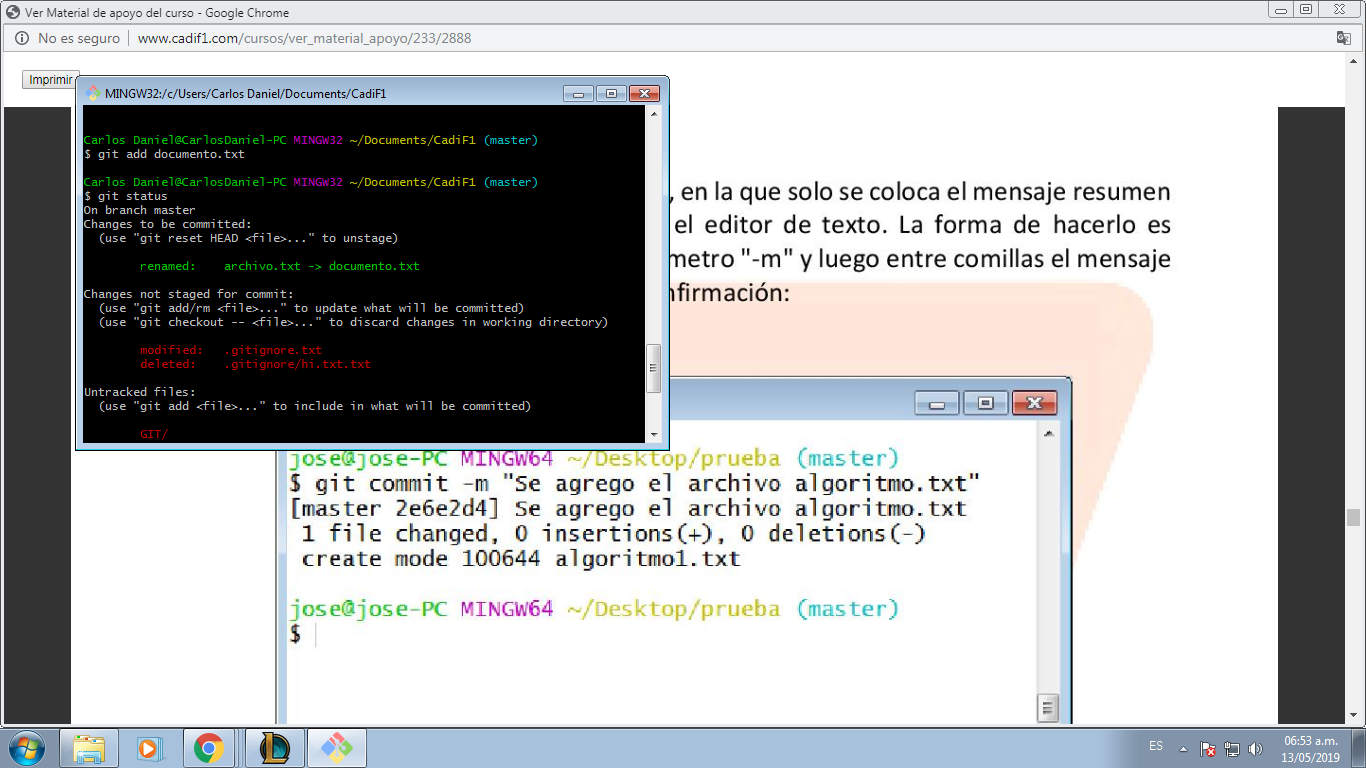 Ver Material de apoyo del curso - Google Chrome
No es seguro | www.cadif1.com/cursos/ver_material_apoyo/233/2888
Imprimir
MINGW32:/c/Users/Carlos Daniel/Documents/CadiF1
Carlos Daniel@CarlosDaniel-PC MINGW32 ~/Documents/CadiF1 (master)
$ git add documento.txt
Carlos Daniel@CarlosDaniel-PC MINGW32 ~/Documents/CadiF1 (master)
$ git status
On branch master
Changes to be committed:
(use "git reset HEAD <file>..." to unstage)
renamed: archivo.txt -> documento.txt
Changes not staged for commit:
(use "git add/rm <file>..." to update what will be committed)
(use "git checkout -- <file>..." to discard changes in working directory)
modified: .gitignore.txt
deleted: .gitignore/hi.txt.txt
Untracked files:
(use "git add <file>..." to include in what will be committed)
GIT/
, en la que solo se coloca el mensaje resumen
el editor de texto. La forma de hacerlo es
metro "-m" y luego entre comillas el mensaje
nfirmación:
jose@jose-PC MINGW64 ~/Desktop/prueba (master)
$ git commit -m "Se agrego el archivo algoritmo.txt"
[master 2e6e2d4] Se agrego el archivo algoritmo.txt
1 file changed, 0 insertions(+), 0 deletions(-)
create mode 100644 algoritmo1.txt
jose@jose-PC MINGW64 ~/Desktop/prueba (master)
$
ES
06:53 a.m.
13/05/2019